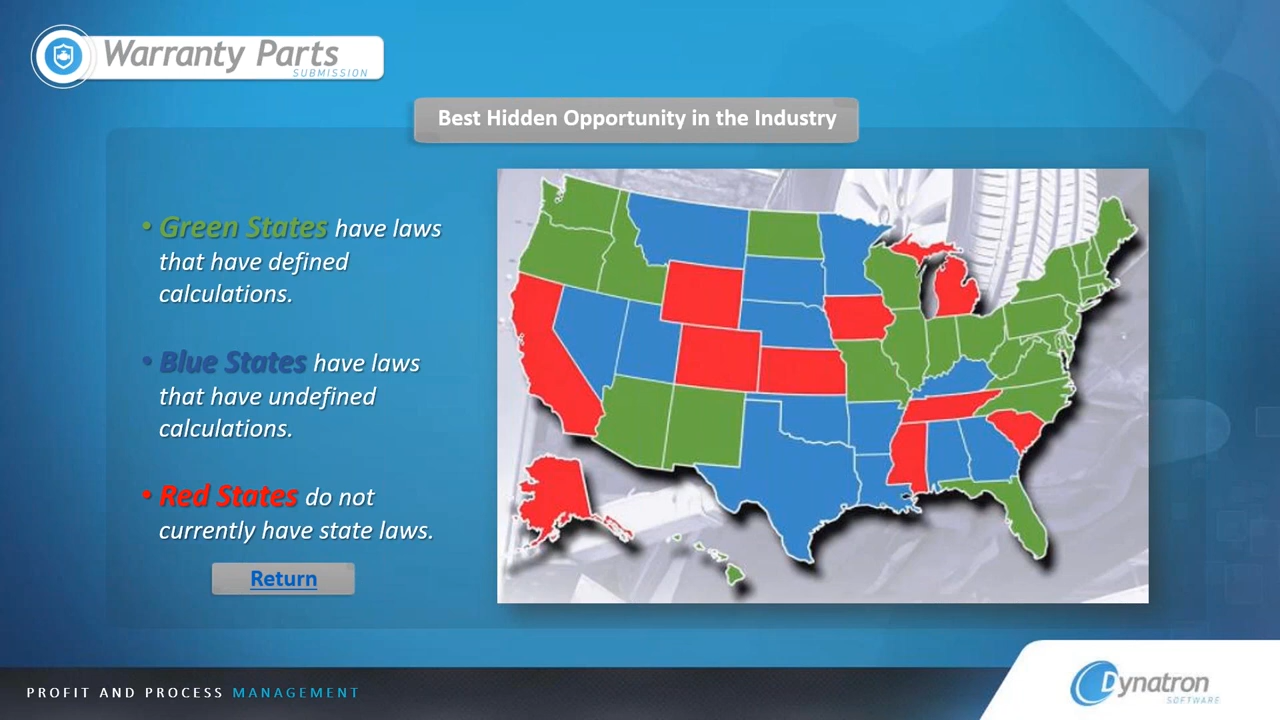 Warranty Parts
SUBMISSION
Best Hidden Opportunity in the Industry
• Green States have laws
that have defined
calculations.
• Blue States have laws
that have undefined
calculations.
• Red States do not
currently have state laws.
Return
PROFIT AND PROCESS MANAGEMENT
Dynatron
SOFTWARE